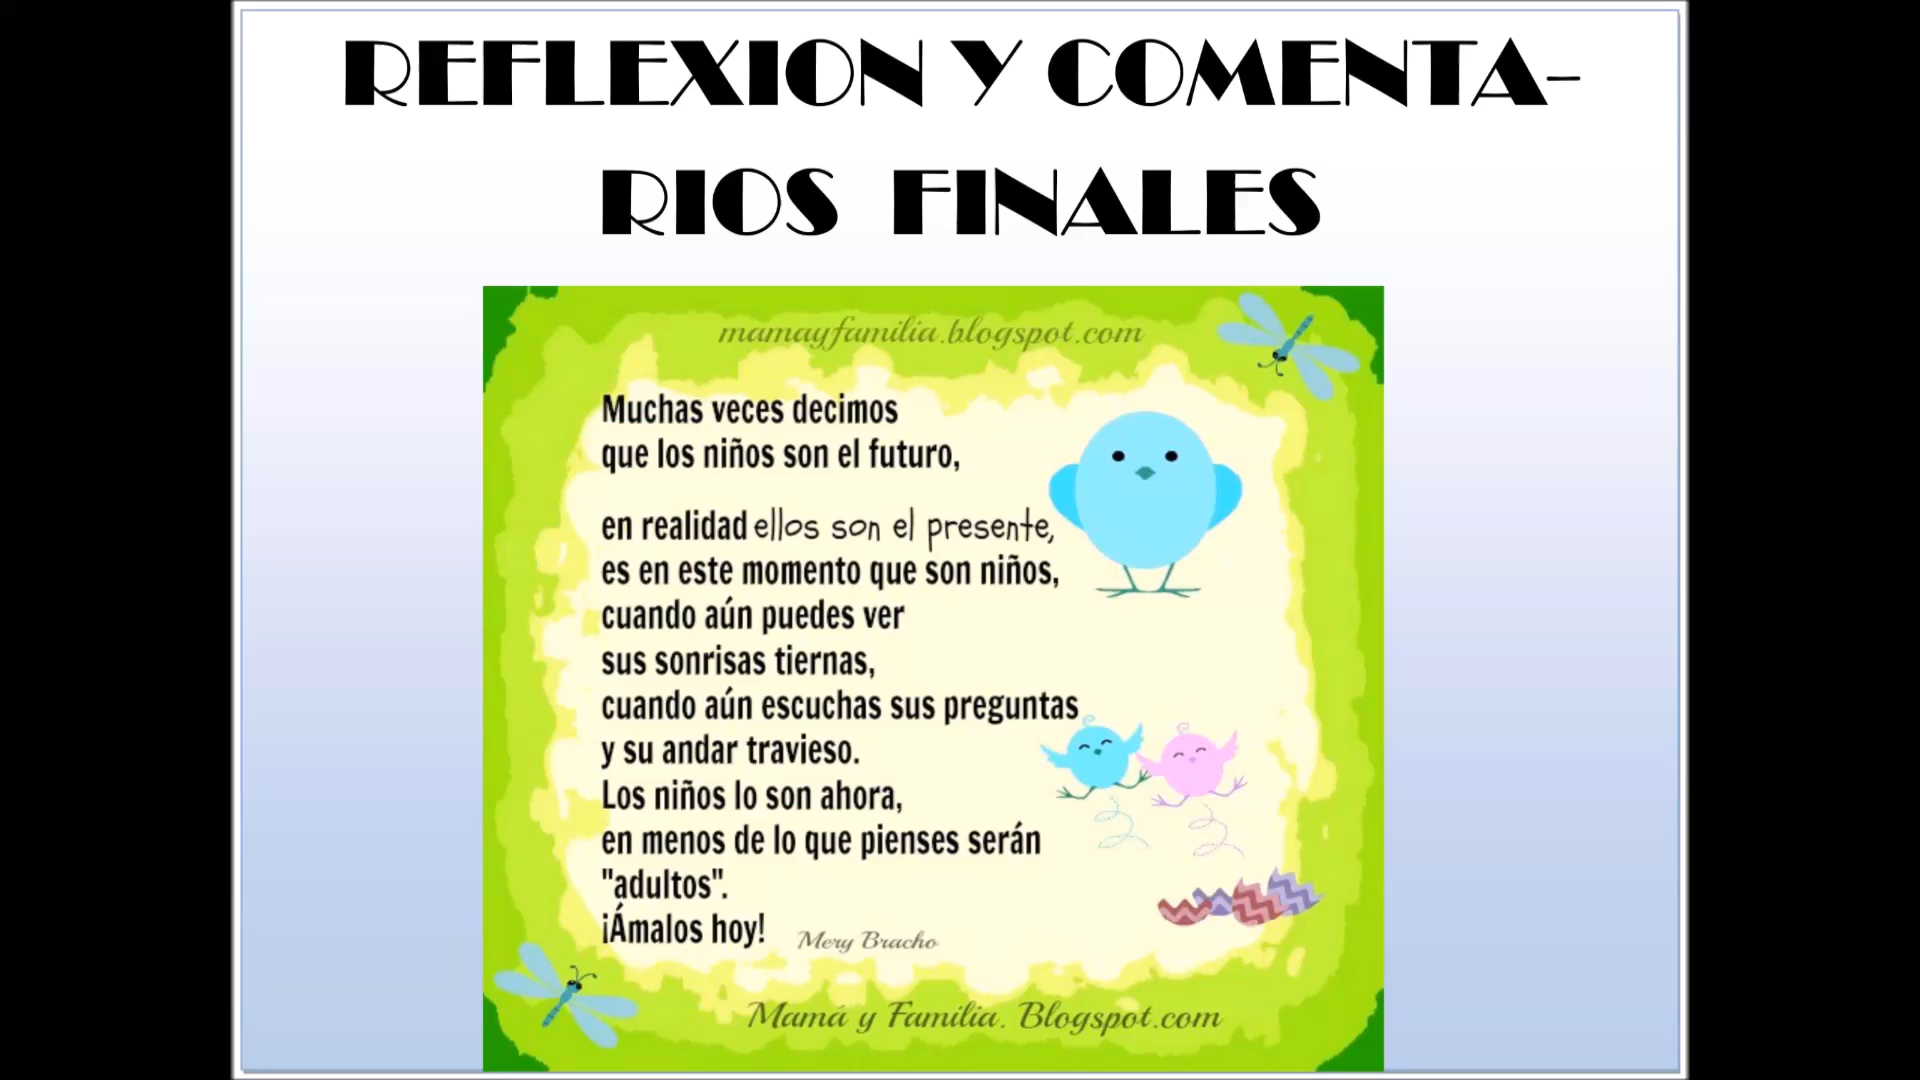 REFLEXION Y COMENTA-
RIOS FINALES
mamayfamilia.blogspot.com
Muchas veces decimos
que los niños son el futuro,
en realidad ellos son el presente,
es en este momento que son niños,
cuando aún puedes ver
sus sonrisas tiernas,
cuando aún escuchas sus preguntas
y su andar travieso.
Los niños lo son ahora,
en menos de lo que pienses serán
"adultos".
¡Ámalos hoy!
Mery Bracho
Mamá y Familia. Blogspot.com